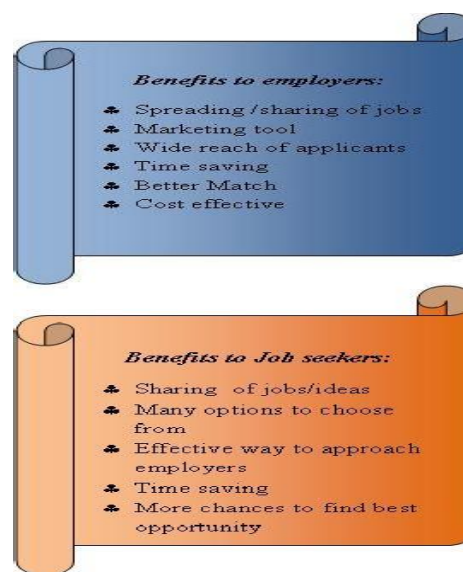 Benefits to employers:
♣ Spreading /sharing of jobs
♣ Marketing tool
♣ Wide reach of applicants
♣ Time saving
♣ Better Match
♣ Cost effective
Benefits to Job seekers:
♣ Sharing of jobs/ideas
♣ Many options to choose
from
♣ Effective way to approach
employers
♣ Time saving
♣ More chances to find best
opportunity